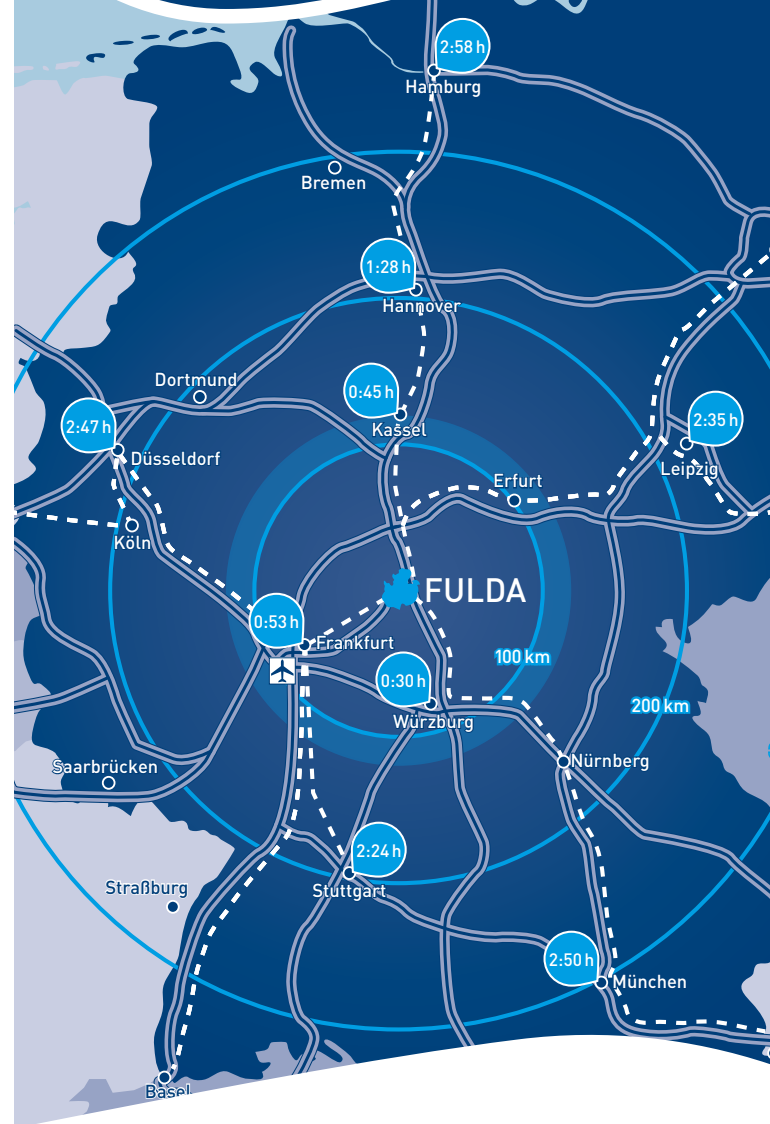 2:58 h
Hamburg
Bremen
1:28 h
Hannover
Dortmund
0:45 h
Kassel
2:47 h
Düsseldorf
2:35 h
Leipzig
Erfurt
Köln
FULDA
0:53 h
Frankfurt
100 km
0:30 h
Würzburg
200 km
Saarbrücken
Nürnberg
2:24 h
Stuttgart
Straßburg
2:50 h
München
Basel